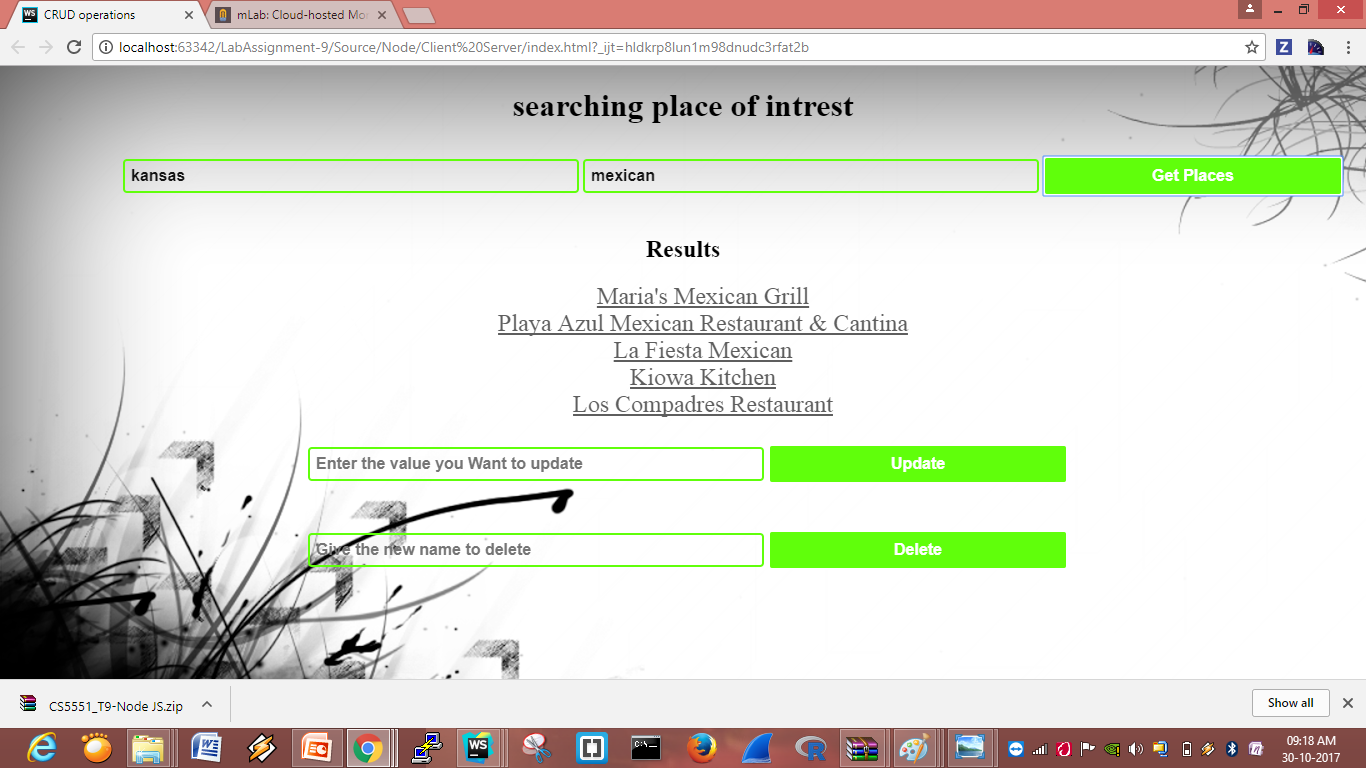 CRUD operations
mLab: Cloud-hosted Mo
localhost:63342/LabAssignment-9/Source/Node/Client%20Server/index.html?_ijt=hldkrp8lun1m98dnudc3rfat2b
searching place of intrest
kansas mexican Get Places
Results
Maria's Mexican Grill
Playa Azul Mexican Restaurant & Cantina
La Fiesta Mexican
Kiowa Kitchen
Los Compadres Restaurant
Enter the value you Want to update Update
Give the new name to delete Delete
CS5551_T9-Node JS.zip
Show all
09:18 AM
30-10-2017